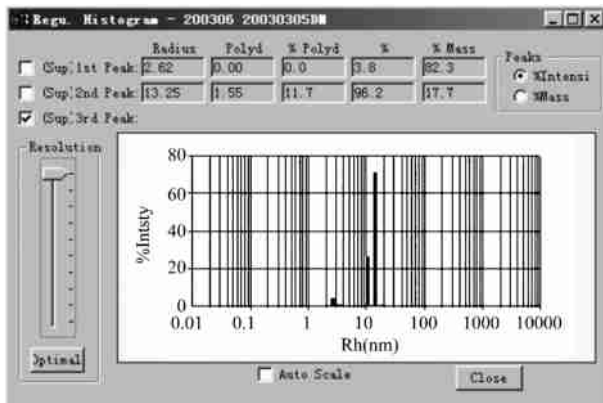 Regu. Histogram - 200306 20030305DM
Radius Polyd % Polyd % % Mass
(Sup)1st Peak: 2.62 0.00 0.0 3.8 82.3
(Sup)2nd Peak: 13.25 1.55 11.7 96.2 17.7
(Sup)3rd Peak:
Peaks
%Intensi
%Mass
Resolution
Optimal
%Intsty
80
60
40
20
0
0.01 0.1 1 10 100 1000 10000
Rh(nm)
Auto Scale
Close